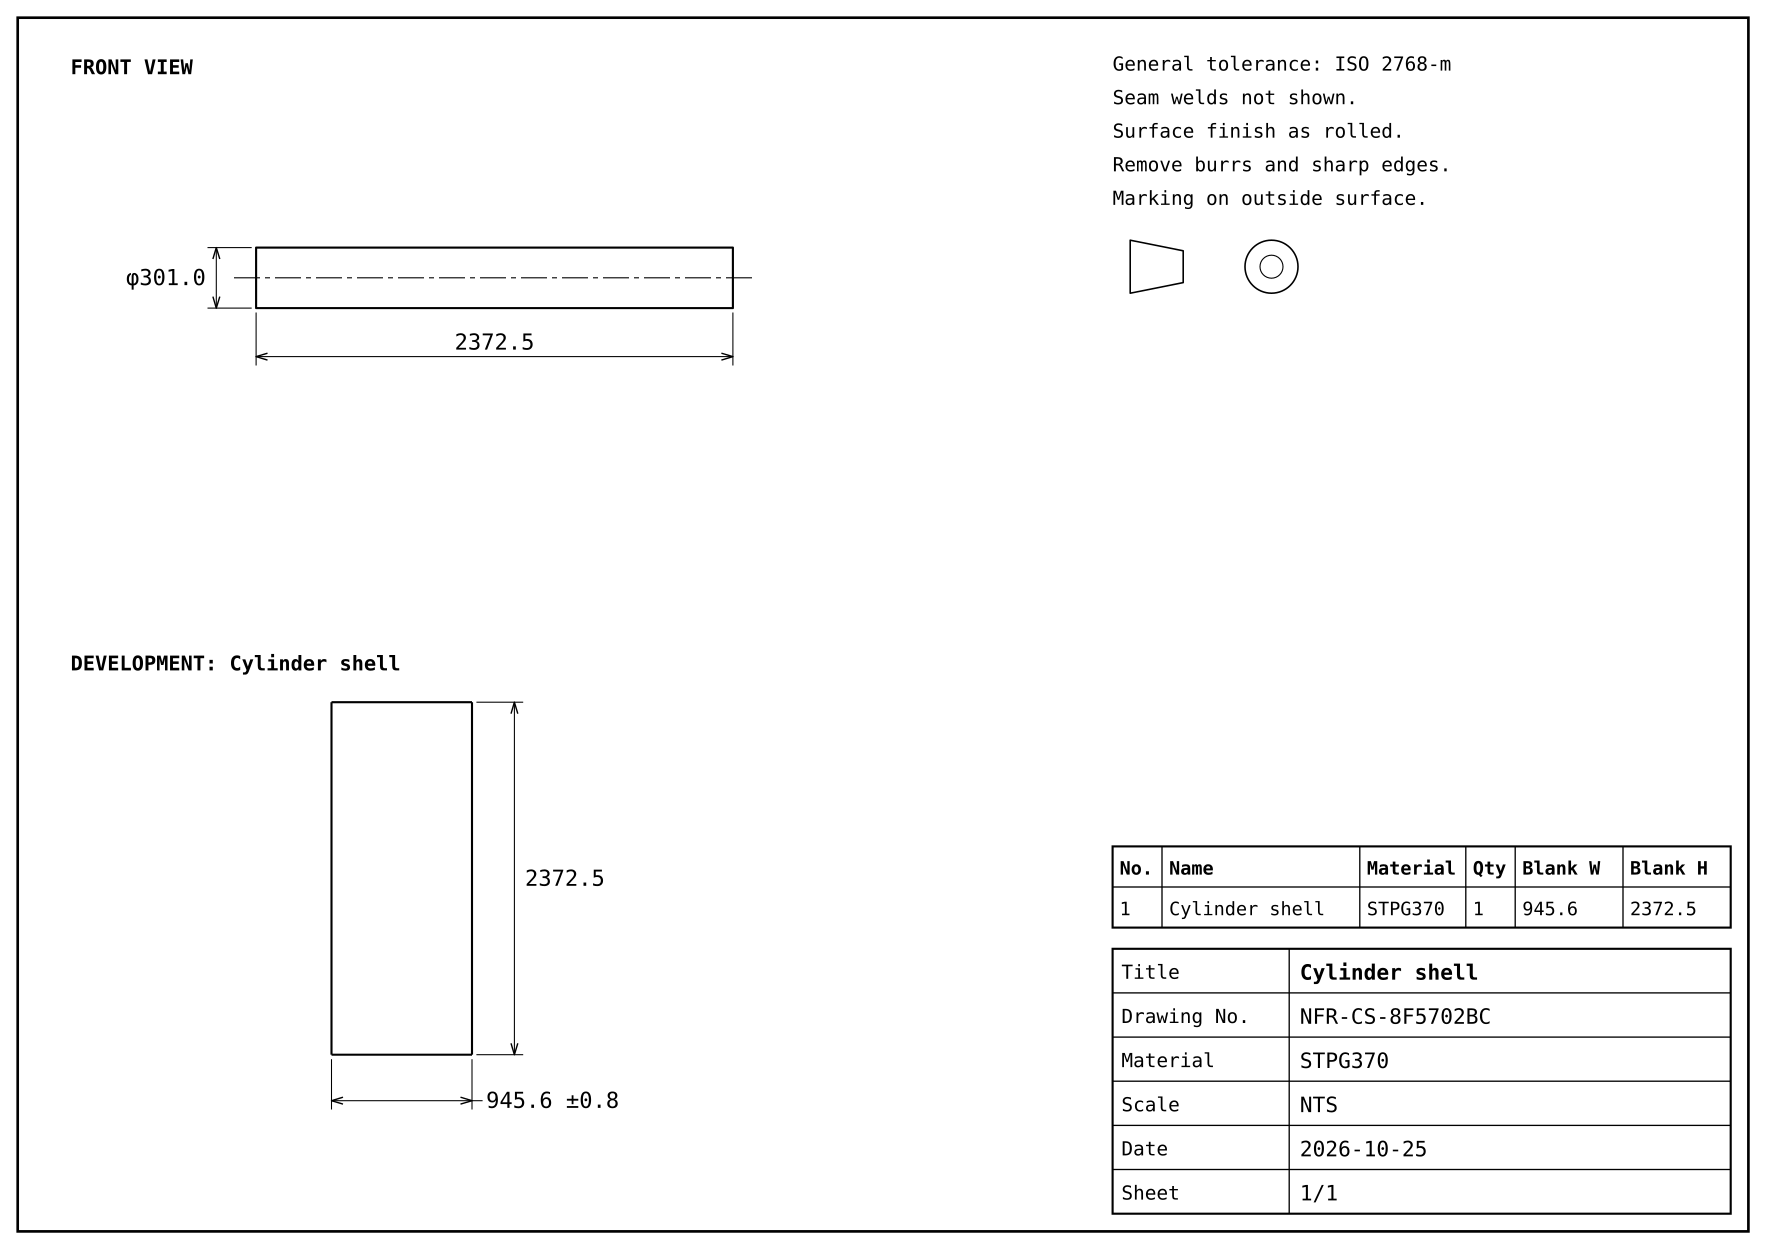 FRONT VIEW
General tolerance: ISO 2768-m
Seam welds not shown.
Surface finish as rolled.
Remove burrs and sharp edges.
Marking on outside surface.
φ301.0
2372.5
DEVELOPMENT: Cylinder shell
2372.5
945.6 ±0.8
No. Name Material Qty Blank W Blank H
1 Cylinder shell STPG370 1 945.6 2372.5
Title Cylinder shell
Drawing No. NFR-CS-8F5702BC
Material STPG370
Scale NTS
Date 2026-10-25
Sheet 1/1